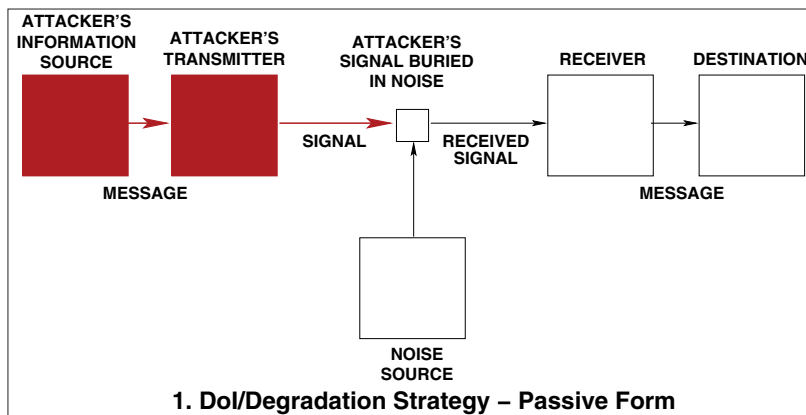 ATTACKER'S
INFORMATION
SOURCE
ATTACKER'S
TRANSMITTER
ATTACKER'S
SIGNAL BURIED
IN NOISE
RECEIVER
DESTINATION
SIGNAL
RECEIVED
SIGNAL
MESSAGE
MESSAGE
NOISE
SOURCE
1. DoI/Degradation Strategy – Passive Form